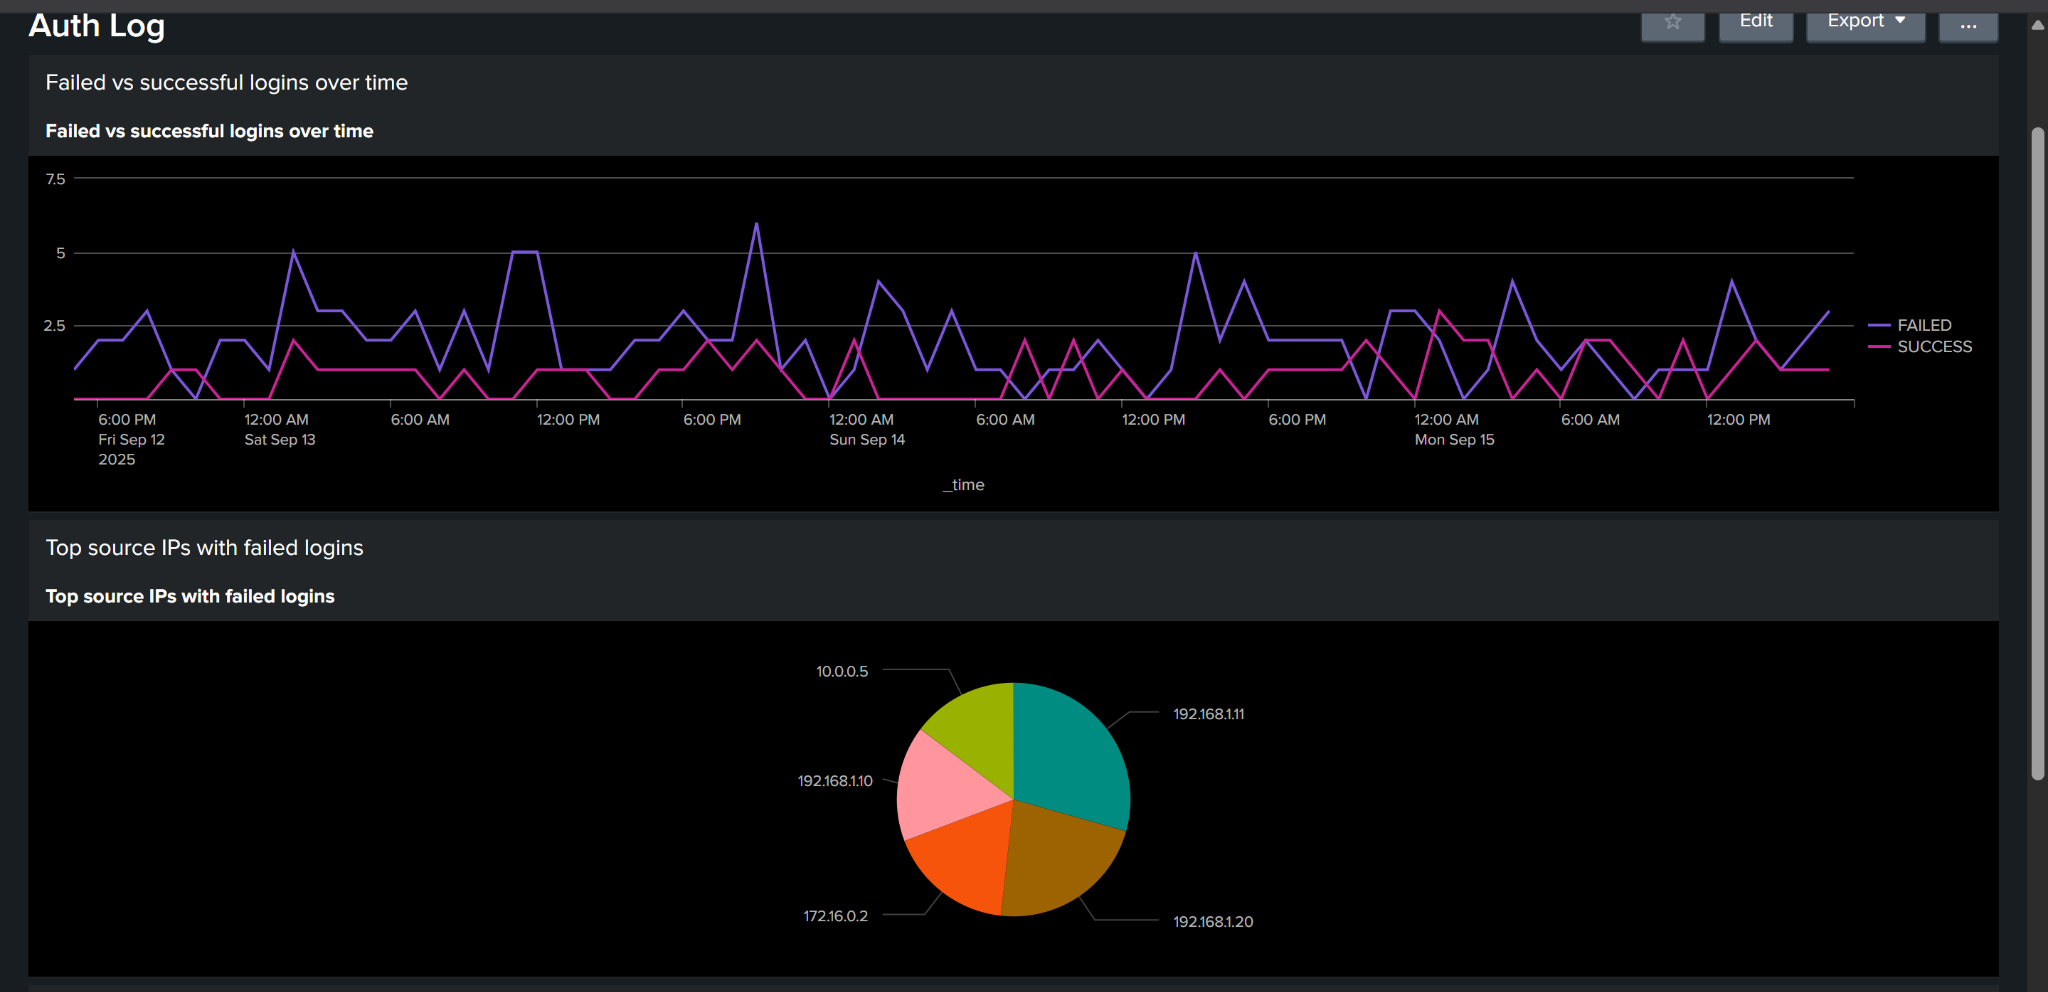 Auth Log
Edit
Export
...
Failed vs successful logins over time
Failed vs successful logins over time
7.5
5
2.5
FAILED
SUCCESS
6:00 PM 12:00 AM 6:00 AM 12:00 PM 6:00 PM 12:00 AM 6:00 AM 12:00 PM 6:00 PM 12:00 AM 6:00 AM 12:00 PM
Fri Sep 12 Sat Sep 13 Sun Sep 14 Mon Sep 15
2025
_time
Top source IPs with failed logins
Top source IPs with failed logins
10.0.0.5
192.168.1.11
192.168.1.10
172.16.0.2
192.168.1.20